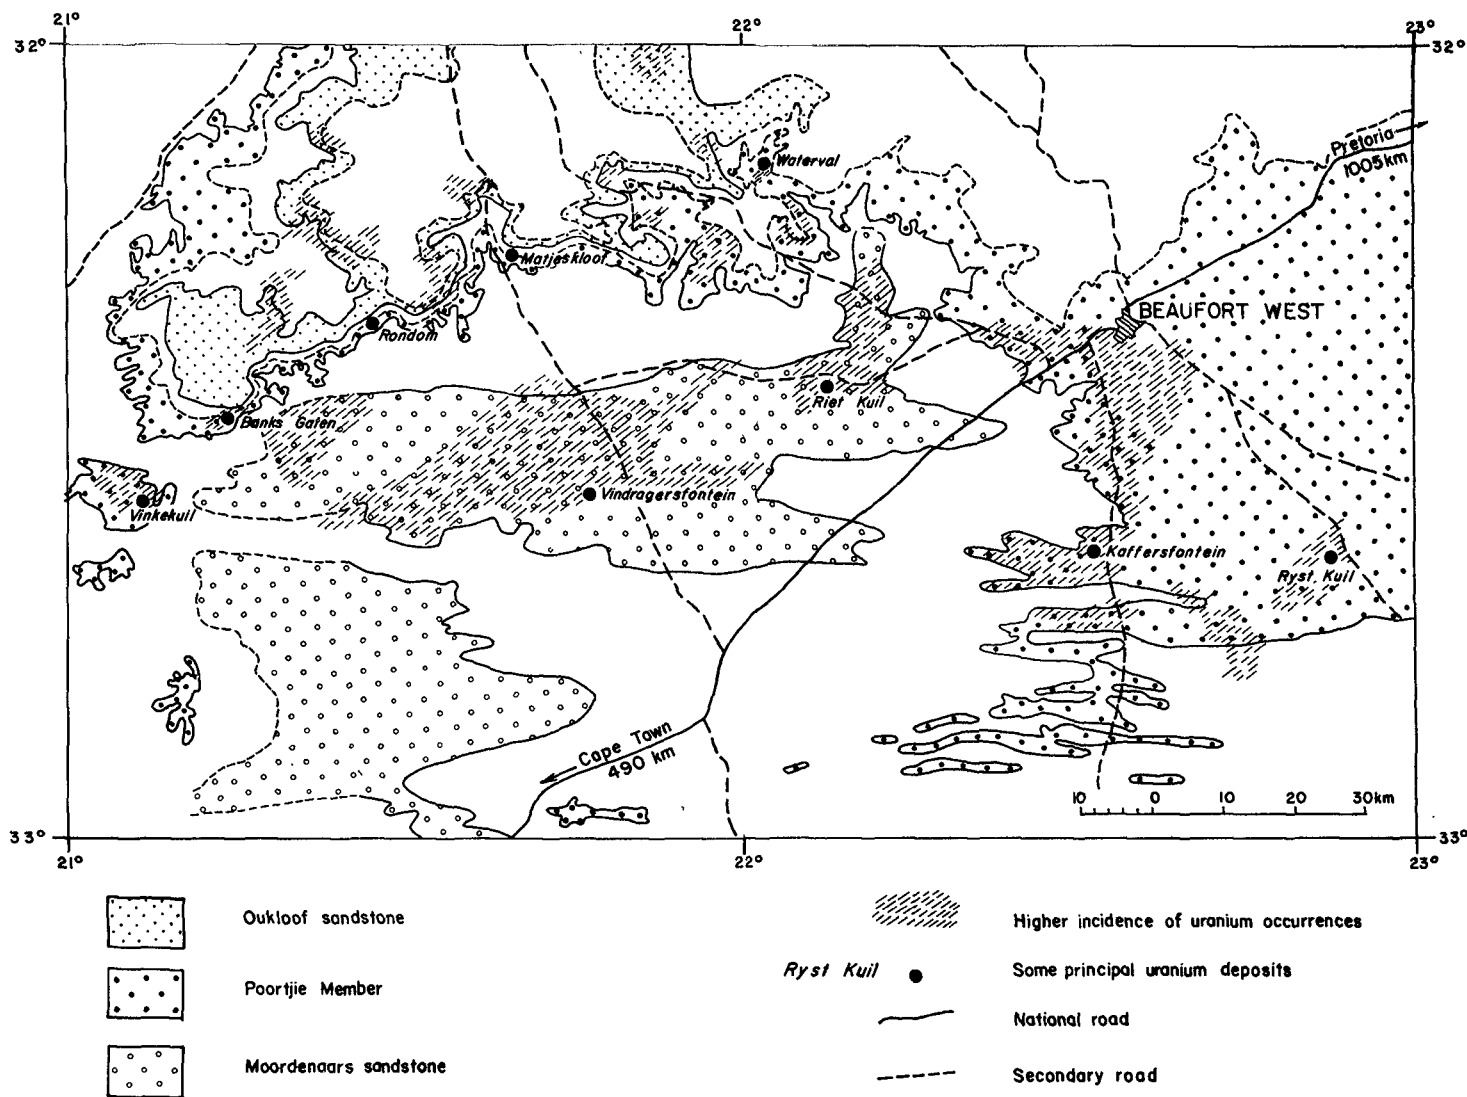 21°
22°
23°
32°
32°
Pretoria
1005km
Waterval
Matjeskloof
BEAUFORT WEST
Rondom
Riet Kuil
Banks Gaten
Vindragersfontein
Vinkekuil
Kaffersfontein
Ryst Kuil
Cape Town
490 km
10 0 10 20 30km
33°
33°
21°
22°
23°
Oukloof sandstone
Higher incidence of uranium occurrences
Ryst Kuil
Some principal uranium deposits
Poortjie Member
National road
Moordenaars sandstone
Secondary road